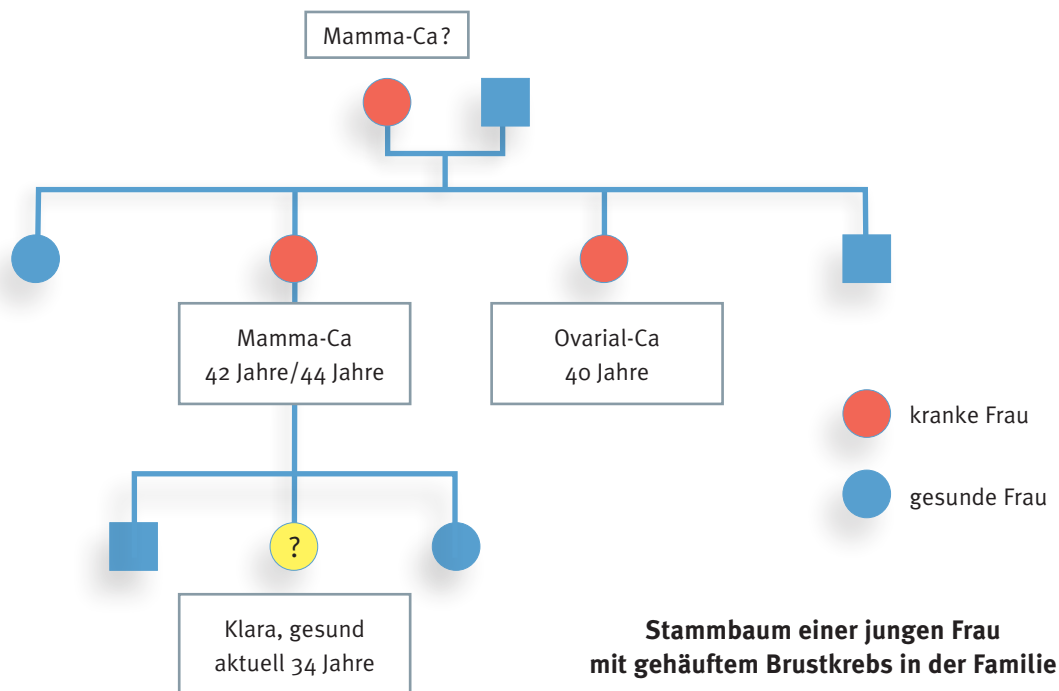 Mamma-Ca?
Mamma-Ca
42 Jahre/44 Jahre
Ovarial-Ca
40 Jahre
kranke Frau
gesunde Frau
?
Klara, gesund
aktuell 34 Jahre
Stammbaum einer jungen Frau
mit gehäuftem Brustkrebs in der Familie